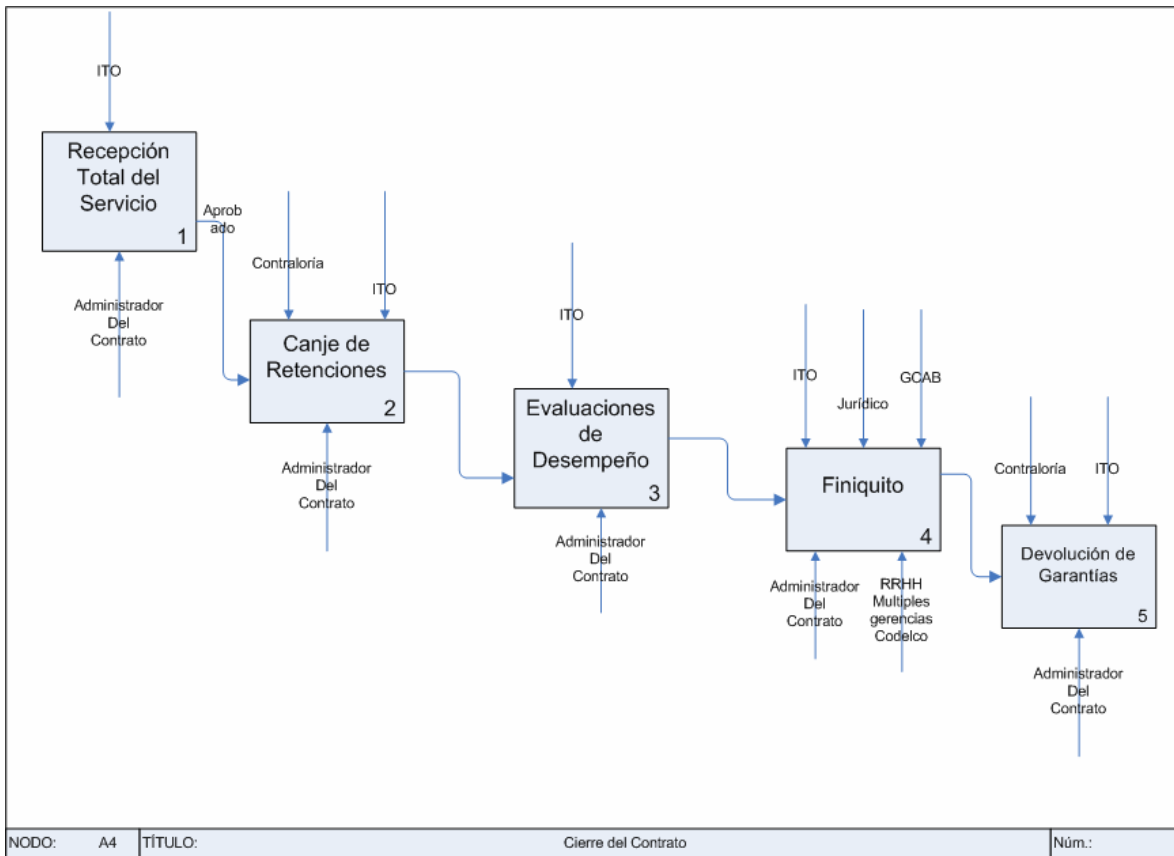 ITO
Recepción
Total del
Servicio
1
Administrador
Del
Contrato
Aprob
ado
Contraloría
ITO
Canje de
Retenciones
2
Administrador
Del
Contrato
ITO
Evaluaciones
de
Desempeño
3
Administrador
Del
Contrato
ITO
Jurídico
GCAB
Finiquito
4
Administrador
Del
Contrato
RRHH
Multiples
gerencias
Codelco
Contraloría
ITO
Devolución de
Garantías
5
Administrador
Del
Contrato
NODO: A4 TÍTULO: Cierre del Contrato Núm.: